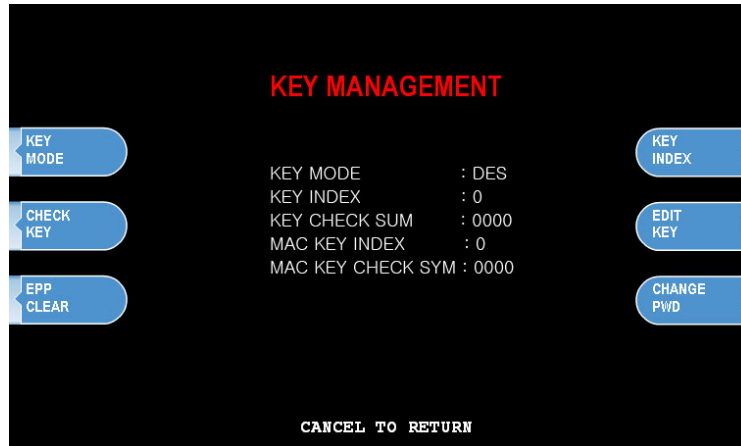 KEY MANAGEMENT
KEY
MODE
KEY
INDEX
KEY MODE : DES
KEY INDEX : 0
CHECK
KEY
KEY CHECK SUM : 0000
EDIT
KEY
MAC KEY INDEX : 0
MAC KEY CHECK SYM : 0000
EPP
CLEAR
CHANGE
PWD
CANCEL TO RETURN